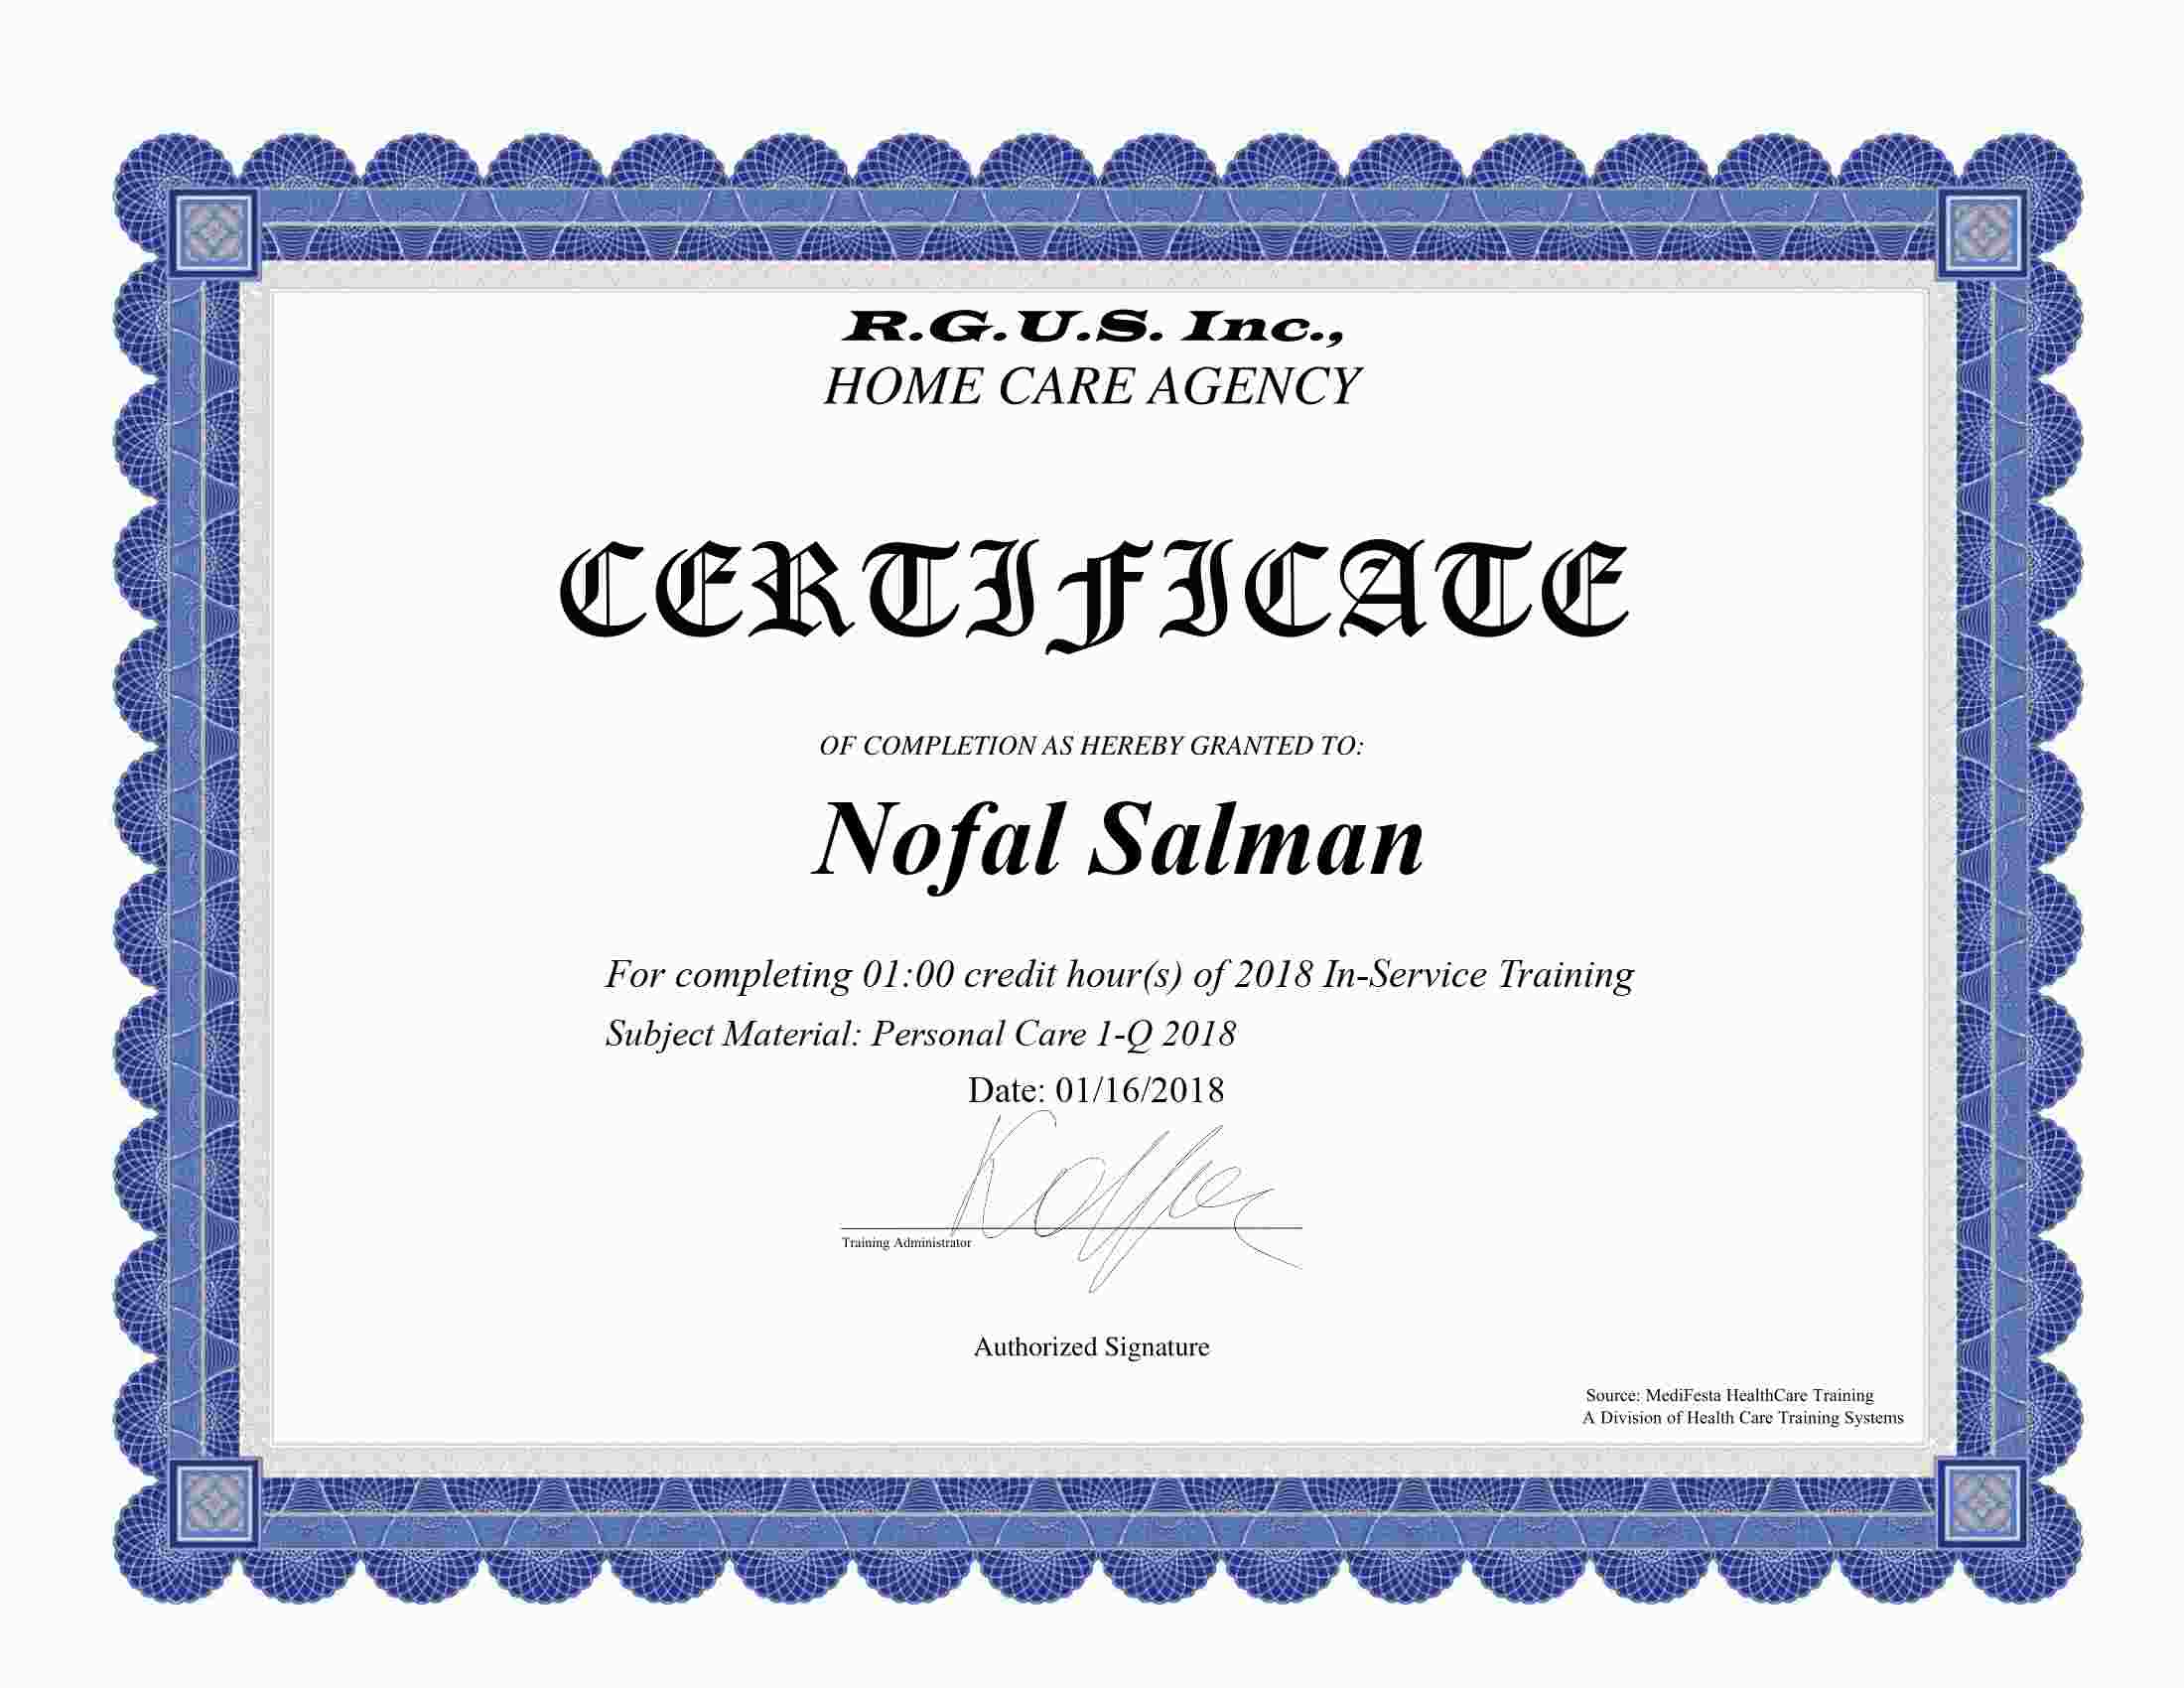 R.G.U.S. Inc.,
HOME CARE AGENCY
CERTIFICATE
OF COMPLETION AS HEREBY GRANTED TO:
Nofal Salman
For completing 01:00 credit hour(s) of 2018 In-Service Training
Subject Material: Personal Care 1-Q 2018
Date: 01/16/2018
Training Administrator
Authorized Signature
Source: MediFesta HealthCare Training
A Division of Health Care Training Systems